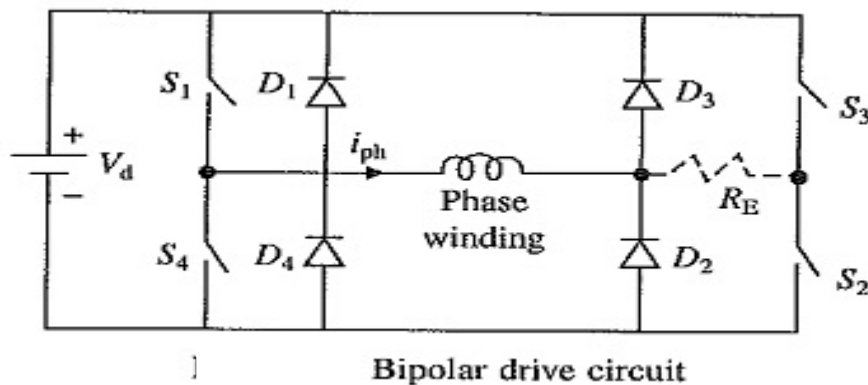 S1
D1
D3
S3
+
Vd
−
iph
Phase
winding
RE
S4
D4
D2
S2
Bipolar drive circuit